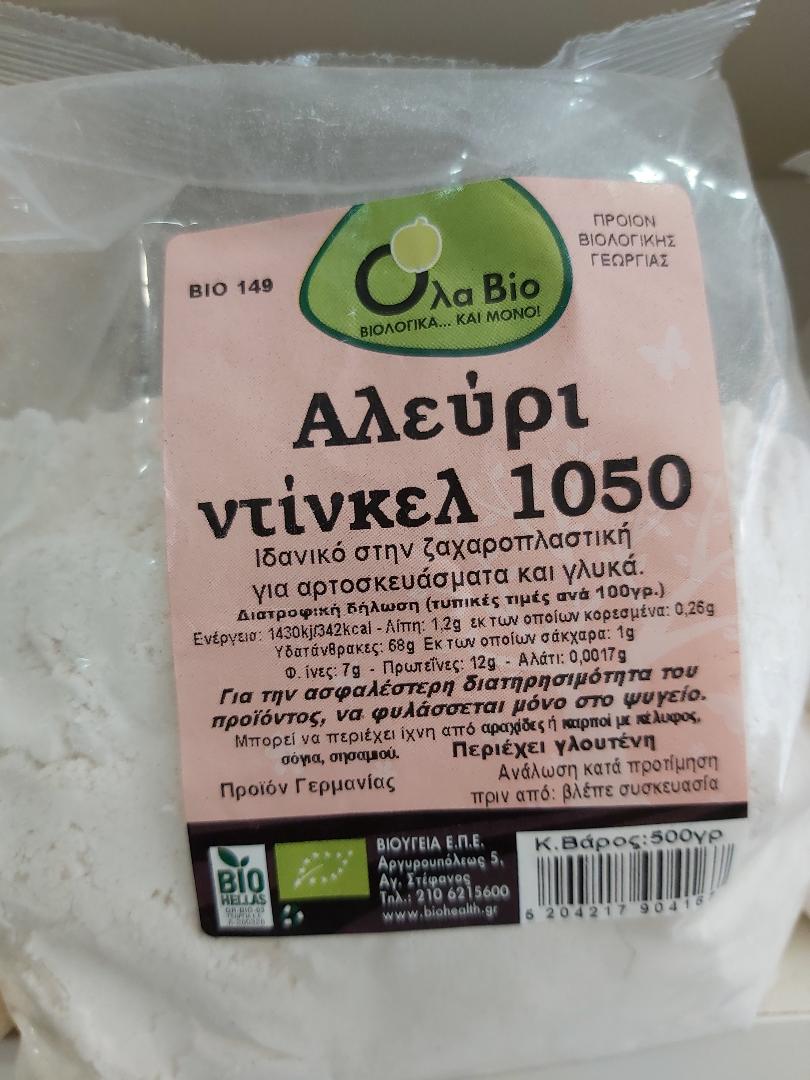 ΠΡΟΙΟΝ
ΒΙΟΛΟΓΙΚΗΣ
ΓΕΩΡΓΙΑΣ
BIO 149
Όλα Βίο
ΒΙΟΛΟΓΙΚΑ... ΚΑΙ ΜΟΝΟ!
Αλεύρι
ντίνκελ 1050
Ιδανικό στην ζαχαροπλαστική
για αρτοσκευάσματα και γλυκά.
Διατροφική δήλωση (τυπικές τιμές ανά 100γρ.)
Ενέργεια: 1430kj/342kcal - Λίπη: 1,2g εκ των οποίων κορεσμένα: 0,26g
Υδατάνθρακες: 68g Εκ των οποίων σάκχαρα: 1g
Φ. ίνες: 7g - Πρωτεΐνες: 12g - Αλάτι: 0,0017g
Για την ασφαλέστερη διατηρησιμότητα του
προϊόντος, να φυλάσσεται μόνο στο ψυγείο.
Μπορεί να περιέχει ίχνη από αραχίδες ή καρποί με κέλυφος,
σόγια, σησαμιού.
Περιέχει γλουτένη
Προϊόν Γερμανίας
Ανάλωση κατά προτίμηση
πριν από: βλέπε συσκευασία
BIO
HELLAS
ΒΙΟΥΓΕΙΑ Ε.Π.Ε.
Αργυρουπόλεως 5,
Αγ. Στέφανος
Τηλ.: 210 6215600
www.biohealth.gr
Κ.Βάρος:500γρ
5 204217 90416